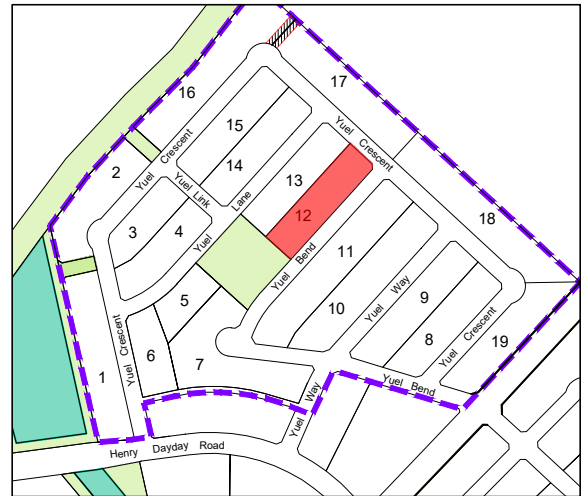 17
16
Yuel Crescent
15
2
Yuel Crescent
14
13
Yuel Link
Lane
12
18
3
4
Yuel
Yuel Bend
11
5
10
Yuel Way
9
8
Yuel Crescent
19
Yuel Crescent
6
7
1
Yuel Bend
Yuel Way
Henry Dayday Road